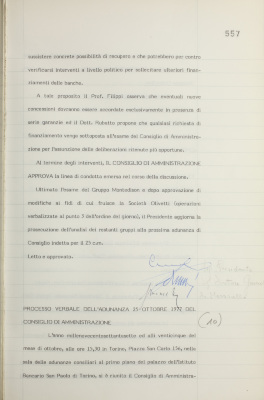 557
sussistere concrete possibilità di recupero e che potrebbero per contro
verificarsi interventi a livello politico per sollecitare ulteriori finan-
ziamenti delle banche.
A tale proposito il Prof. Filippi osserva che eventuali nuove
concessioni dovranno essere accordate esclusivamente in presenza di
serie garanzie ed il Dott. Nobetto propone che qualsiasi richiesta di
finanziamento venga sottoposta all'esame del Consiglio di Amministra-
zione per l'assunzione delle deliberazioni ritenute più opportune.
Al termine degli interventi, IL CONSIGLIO DI AMMINISTRAZIONE
APPROVA la linea di condotta emersa nel corso della discussione.
Ultimato l'esame del Gruppo Montedison e dopo approvazione di
modifiche ai fidi di cui fruisce la Società Olivetti (operazioni
verbalizzate al punto 3 dell'ordine del giorno), il Presidente aggiorna la
prosecuzione dell'analisi dei restanti gruppi alla prossima adunanza di
Consiglio indetta per il 25 c.m.
Letto e approvato.
PROCESSO VERBALE DELL'ADUNANZA 25 OTTOBRE 1977 DEL
CONSIGLIO DI AMMINISTRAZIONE
(10)
L'anno millenovecentosettantasette ed alli venticinque del
mese di ottobre, alle ore 15,30 in Torino, Piazza San Carlo 156, nella
sala delle adunanze consiliari al primo piano del palazzo dell'Istituto
Bancario San Paolo di Torino, si è riunito il Consiglio di Amministra-